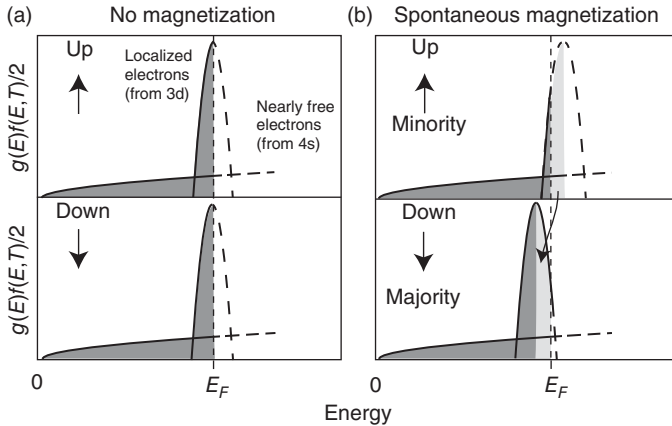 (a)
No magnetization
(b)
Spontaneous magnetization
g(E)f(E,T)/2
Up
Localized
electrons
(from 3d)
Nearly free
electrons
(from 4s)
Up
Minority
g(E)f(E,T)/2
Down
Down
Majority
0
E_F
0
E_F
Energy